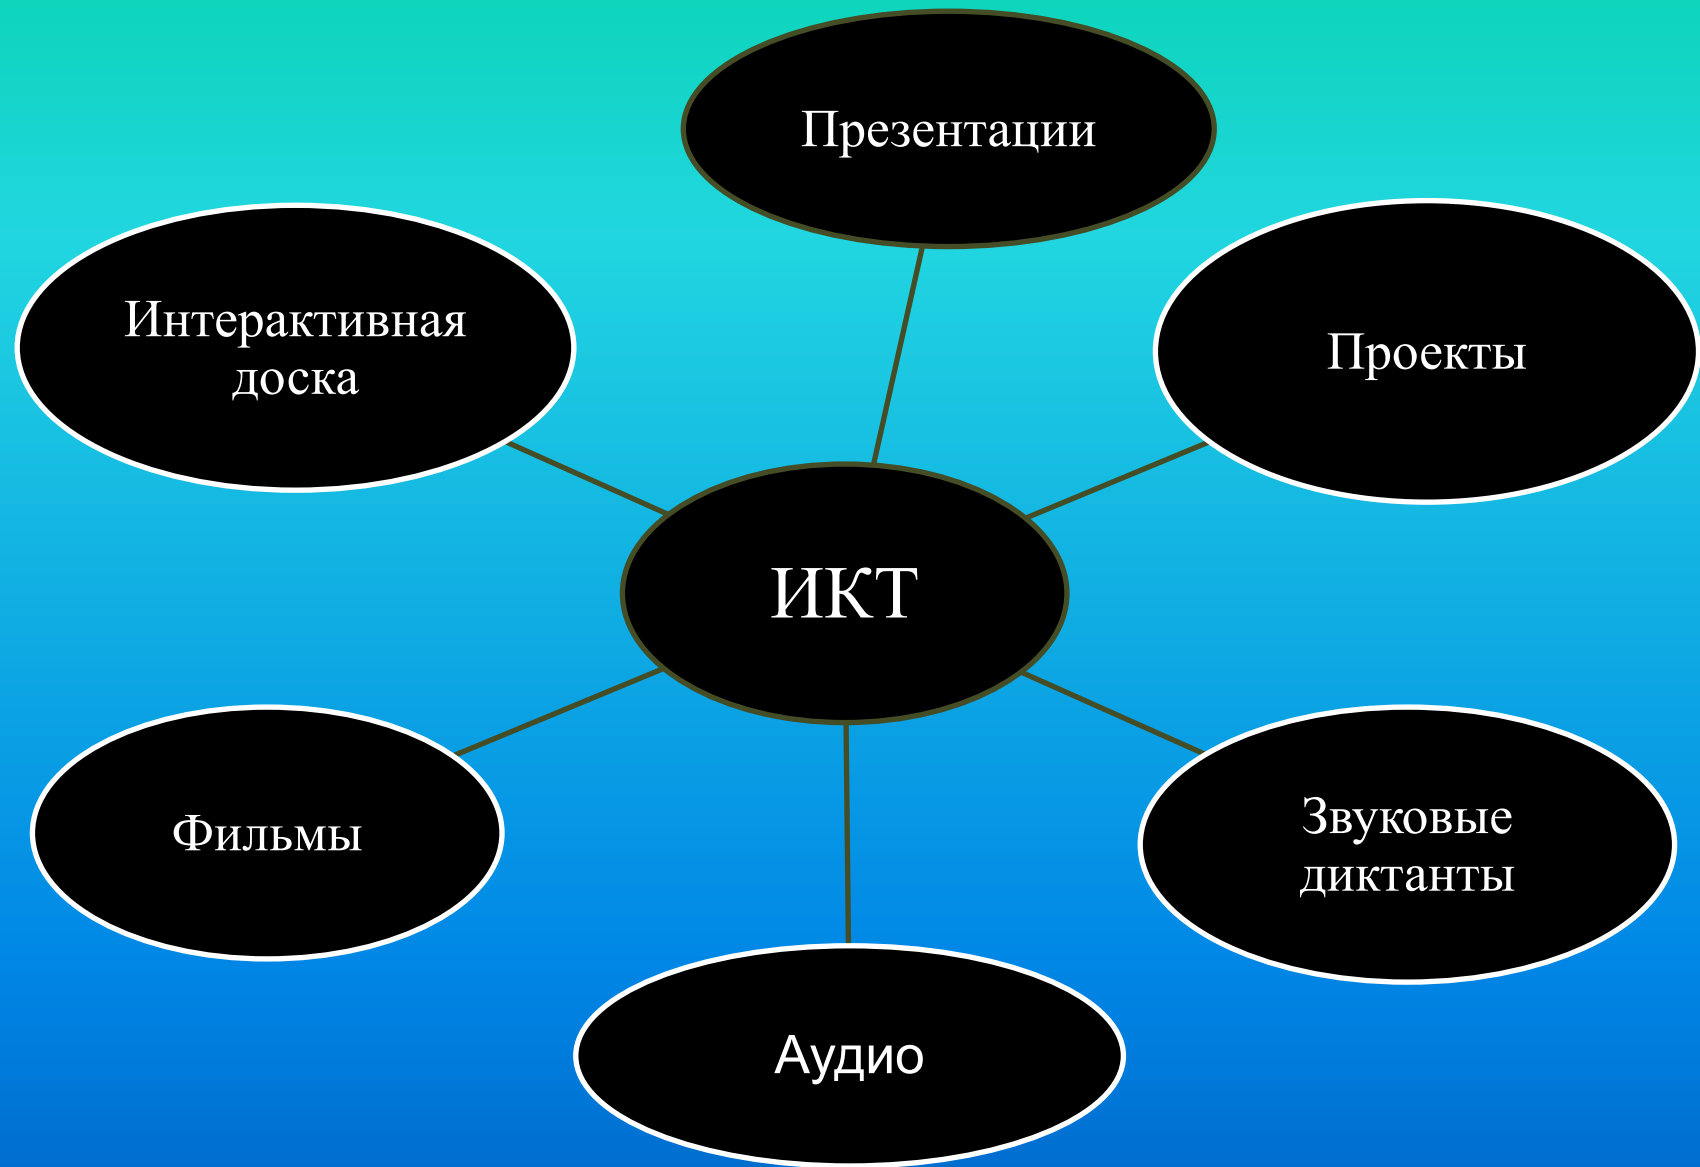 Презентации
Интерактивная
доска
Проекты
ИКТ
Фильмы
Звуковые
диктанты
Аудио